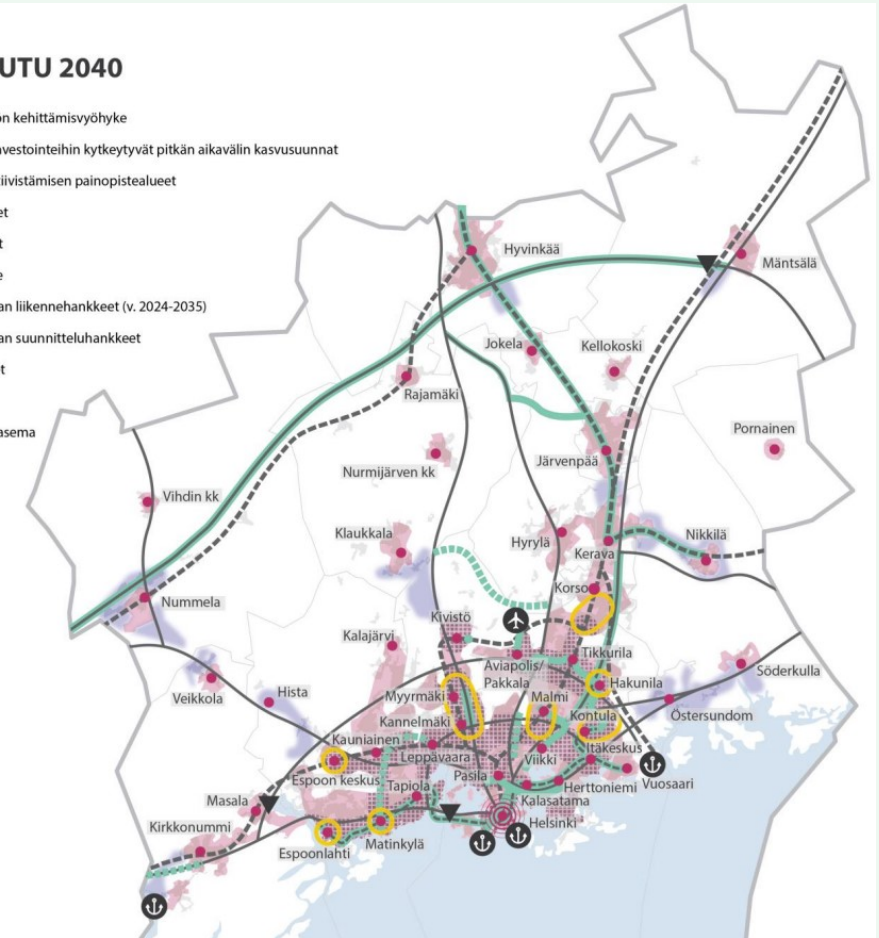 UTU 2040
on kehittämisvyöhyke
vestointeihin kytkeytyvät pitkän aikavälin kasvusuunnat
iivistämisen painopistealueet
et
t
e
an liikennehankkeet (v. 2024-2035)
an suunnitteluhankkeet
et
asema
Hyvinkää
Mäntsälä
Jokela
Kellokoski
Rajamäki
Pornainen
Järvenpää
Nurmijärven kk
Vihdin kk
Klaukkala
Hyrylä
Nikkilä
Kerava
Korso
Nummela
Kivistö
Kalajärvi
Tikkurila
Aviapolis/
Pakkala
Söderkulla
Hakunila
Veikkola
Hista
Myyrmäki
Malmi
Östersundom
Kannelmäki
Kontula
Kauniainen
Itäkeskus
Leppävaara
Viikki
Espoon keskus
Pasila
Vuosaari
Tapiola
Herttoniemi
Masala
Kalasatama
Kirkkonummi
Helsinki
Matinkylä
Espoonlahti